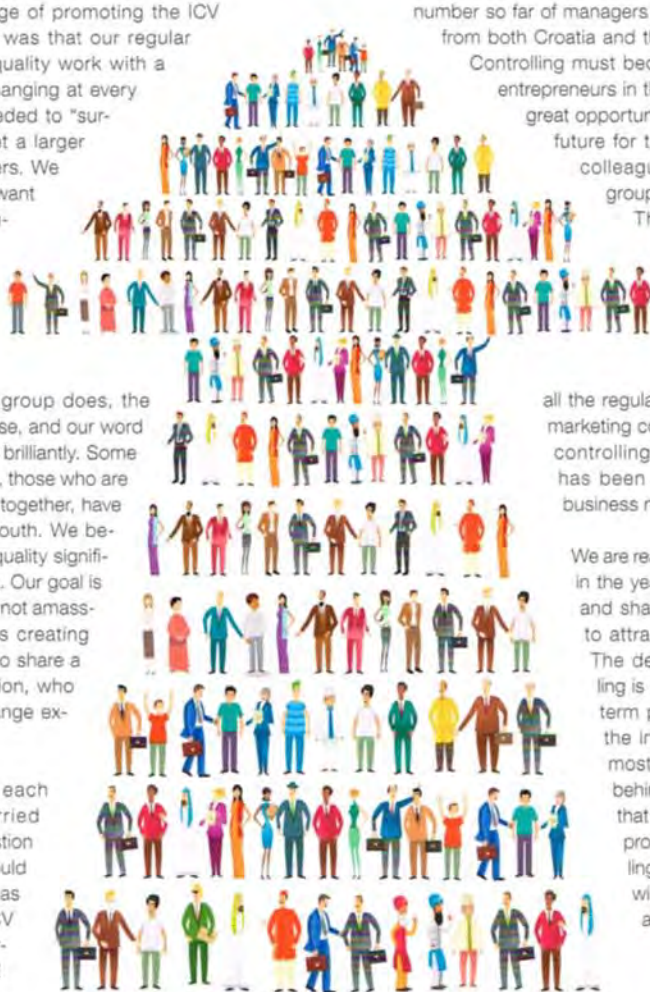 ge of promoting the ICV
was that our regular
quality work with a
anging at every
eded to “sur-
t a larger
ers. We
want
-
group does, the
se, and our word
brilliantly. Some
, those who are
together, have
outh. We be-
quality signifi-
. Our goal is
not amass-
s creating
o share a
ion, who
ange ex-
each
rried
stion
ould
as
CV
r-
number so far of managers
from both Croatia and th
Controlling must bec
entrepreneurs in th
great opportun
future for t
colleagu
group
Th
all the regula
marketing co
controlling
has been
business n
We are rea
in the yea
and sha
to attra
The de
ling is
term p
the in
most
behin
that
pro
ling
wi
a